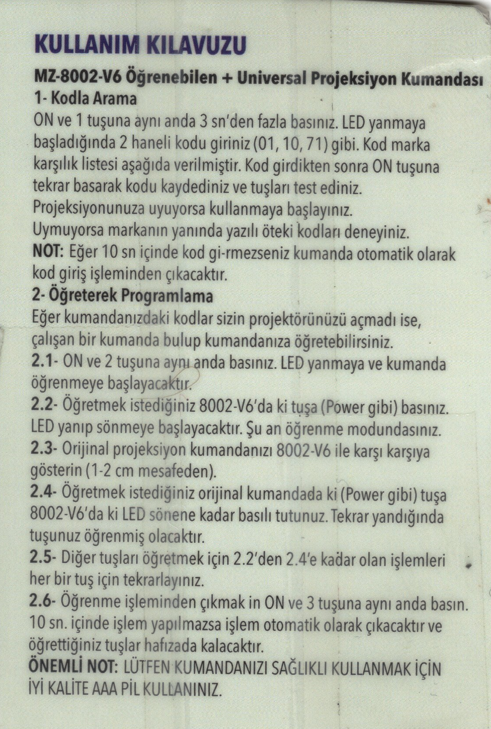 KULLANIM KILAVUZU
MZ-8002-V6 Öğrenebilen + Universal Projeksiyon Kumandası
1- Kodla Arama
ON ve 1 tuşuna aynı anda 3 sn'den fazla basınız. LED yanmaya
başladığında 2 haneli kodu giriniz (01, 10, 71) gibi. Kod marka
karşılık listesi aşağıda verilmiştir. Kod girdikten sonra ON tuşuna
tekrar basarak kodu kaydediniz ve tuşları test ediniz.
Projeksiyonunuza uyuyorsa kullanmaya başlayınız.
Uymuyorsa markanın yanında yazılı öteki kodları deneyiniz.
NOT: Eğer 10 sn içinde kod gi-rmezseniz kumanda otomatik olarak
kod giriş işleminden çıkacaktır.
2- Öğreterek Programlama
Eğer kumandanızdaki kodlar sizin projektörünüzü açmadı ise,
çalışan bir kumanda bulup kumandanıza öğretebilirsiniz.
2.1- ON ve 2 tuşuna aynı anda basınız. LED yanmaya ve kumanda
öğrenmeye başlayacaktır.
2.2- Öğretmek istediğiniz 8002-V6'da ki tuşa (Power gibi) basınız.
LED yanıp sönmeye başlayacaktır. Şu an öğrenme modundasınız.
2.3- Orijinal projeksiyon kumandanızı 8002-V6 ile karşı karşıya
gösterin (1-2 cm mesafeden).
2.4- Öğretmek istediğiniz orijinal kumandada ki (Power gibi) tuşa
8002-V6'da ki LED sönene kadar basılı tutunuz. Tekrar yandığında
tuşunuz öğrenmiş olacaktır.
2.5- Diğer tuşları öğretmek için 2.2'den 2.4'e kadar olan işlemleri
her bir tuş için tekrarlayınız.
2.6- Öğrenme işleminden çıkmak in ON ve 3 tuşuna aynı anda basın.
10 sn. içinde işlem yapılmazsa işlem otomatik olarak çıkacaktır ve
öğrettiğiniz tuşlar hafızada kalacaktır.
ÖNEMLİ NOT: LÜTFEN KUMANDANIZI SAĞLIKLI KULLANMAK İÇİN
İYİ KALİTE AAA PİL KULLANINIZ.